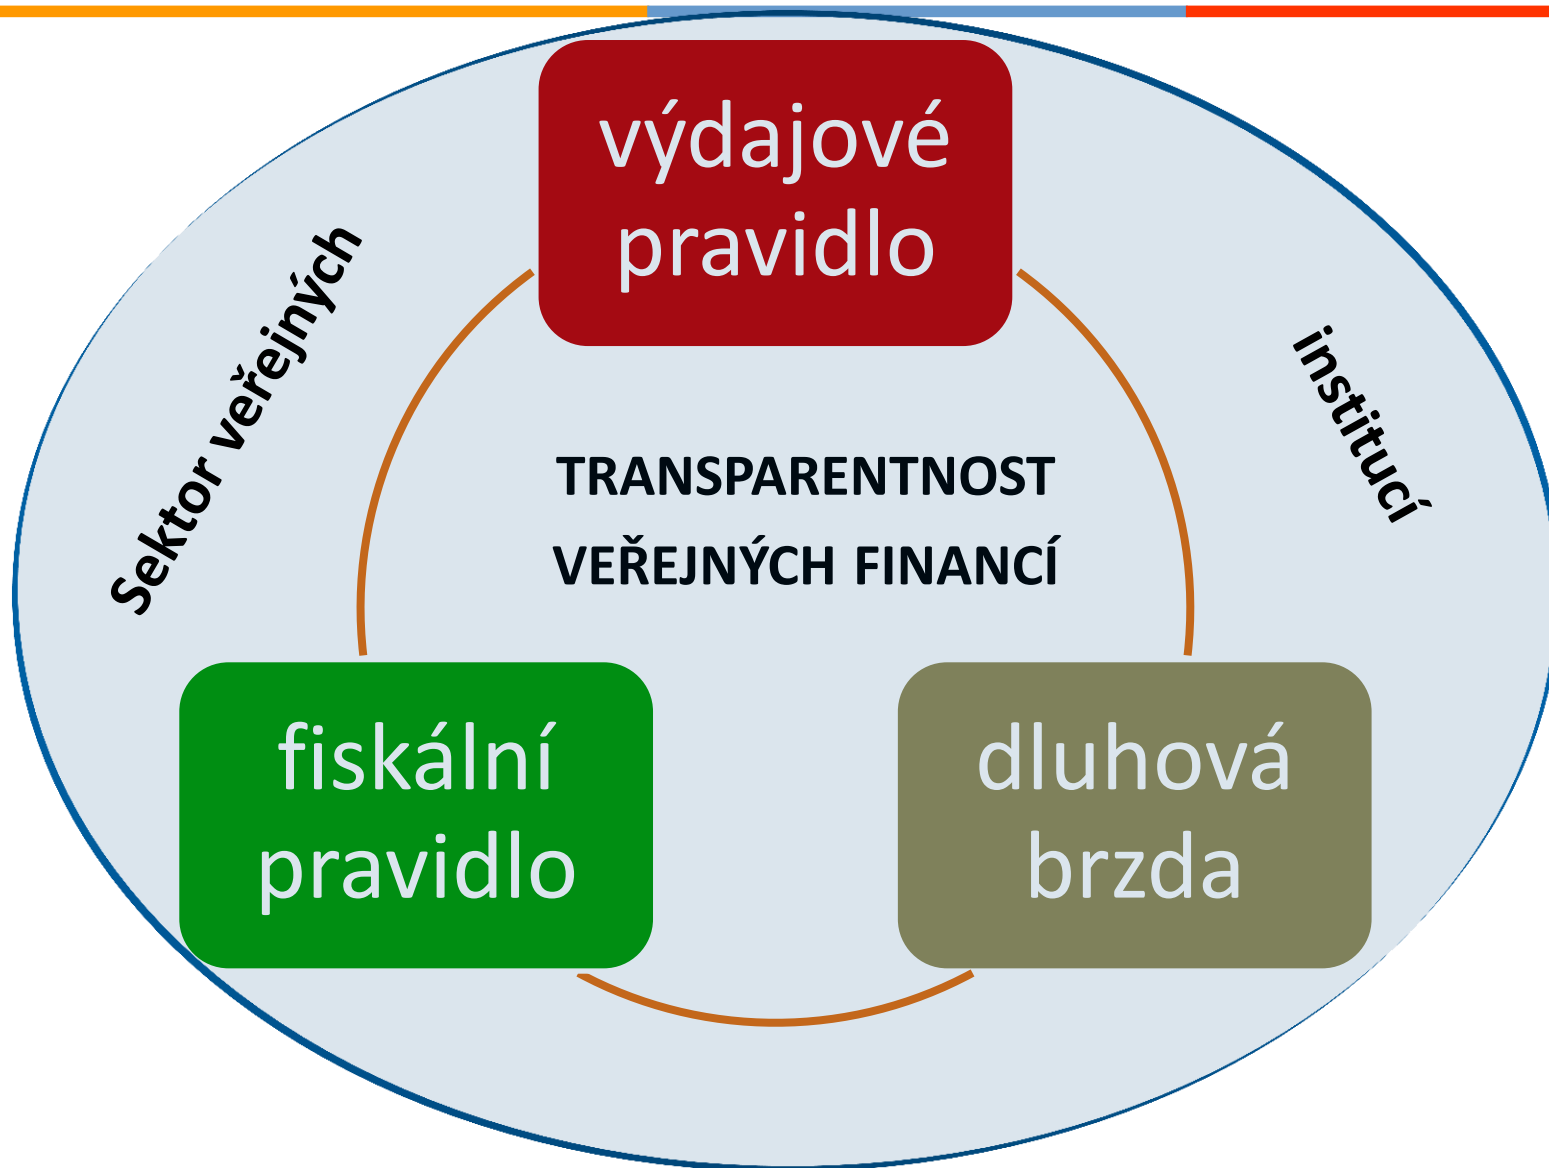 výdajové
pravidlo
Sektor veřejných
institucí
TRANSPARENTNOST
VEŘEJNÝCH FINANCÍ
fiskální
pravidlo
dluhová
brzda